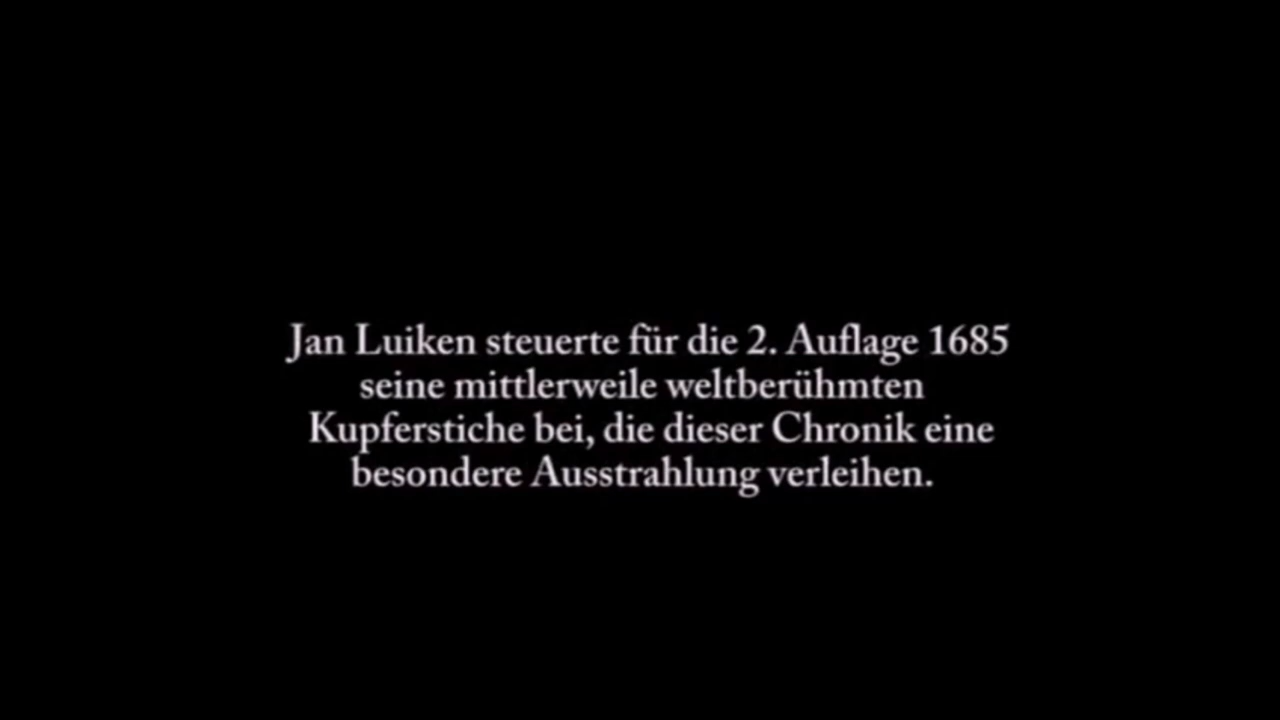 Jan Luiken steuerte für die 2. Auflage 1685
seine mittlerweile weltberühmten
Kupferstiche bei, die dieser Chronik eine
besondere Ausstrahlung verleihen.